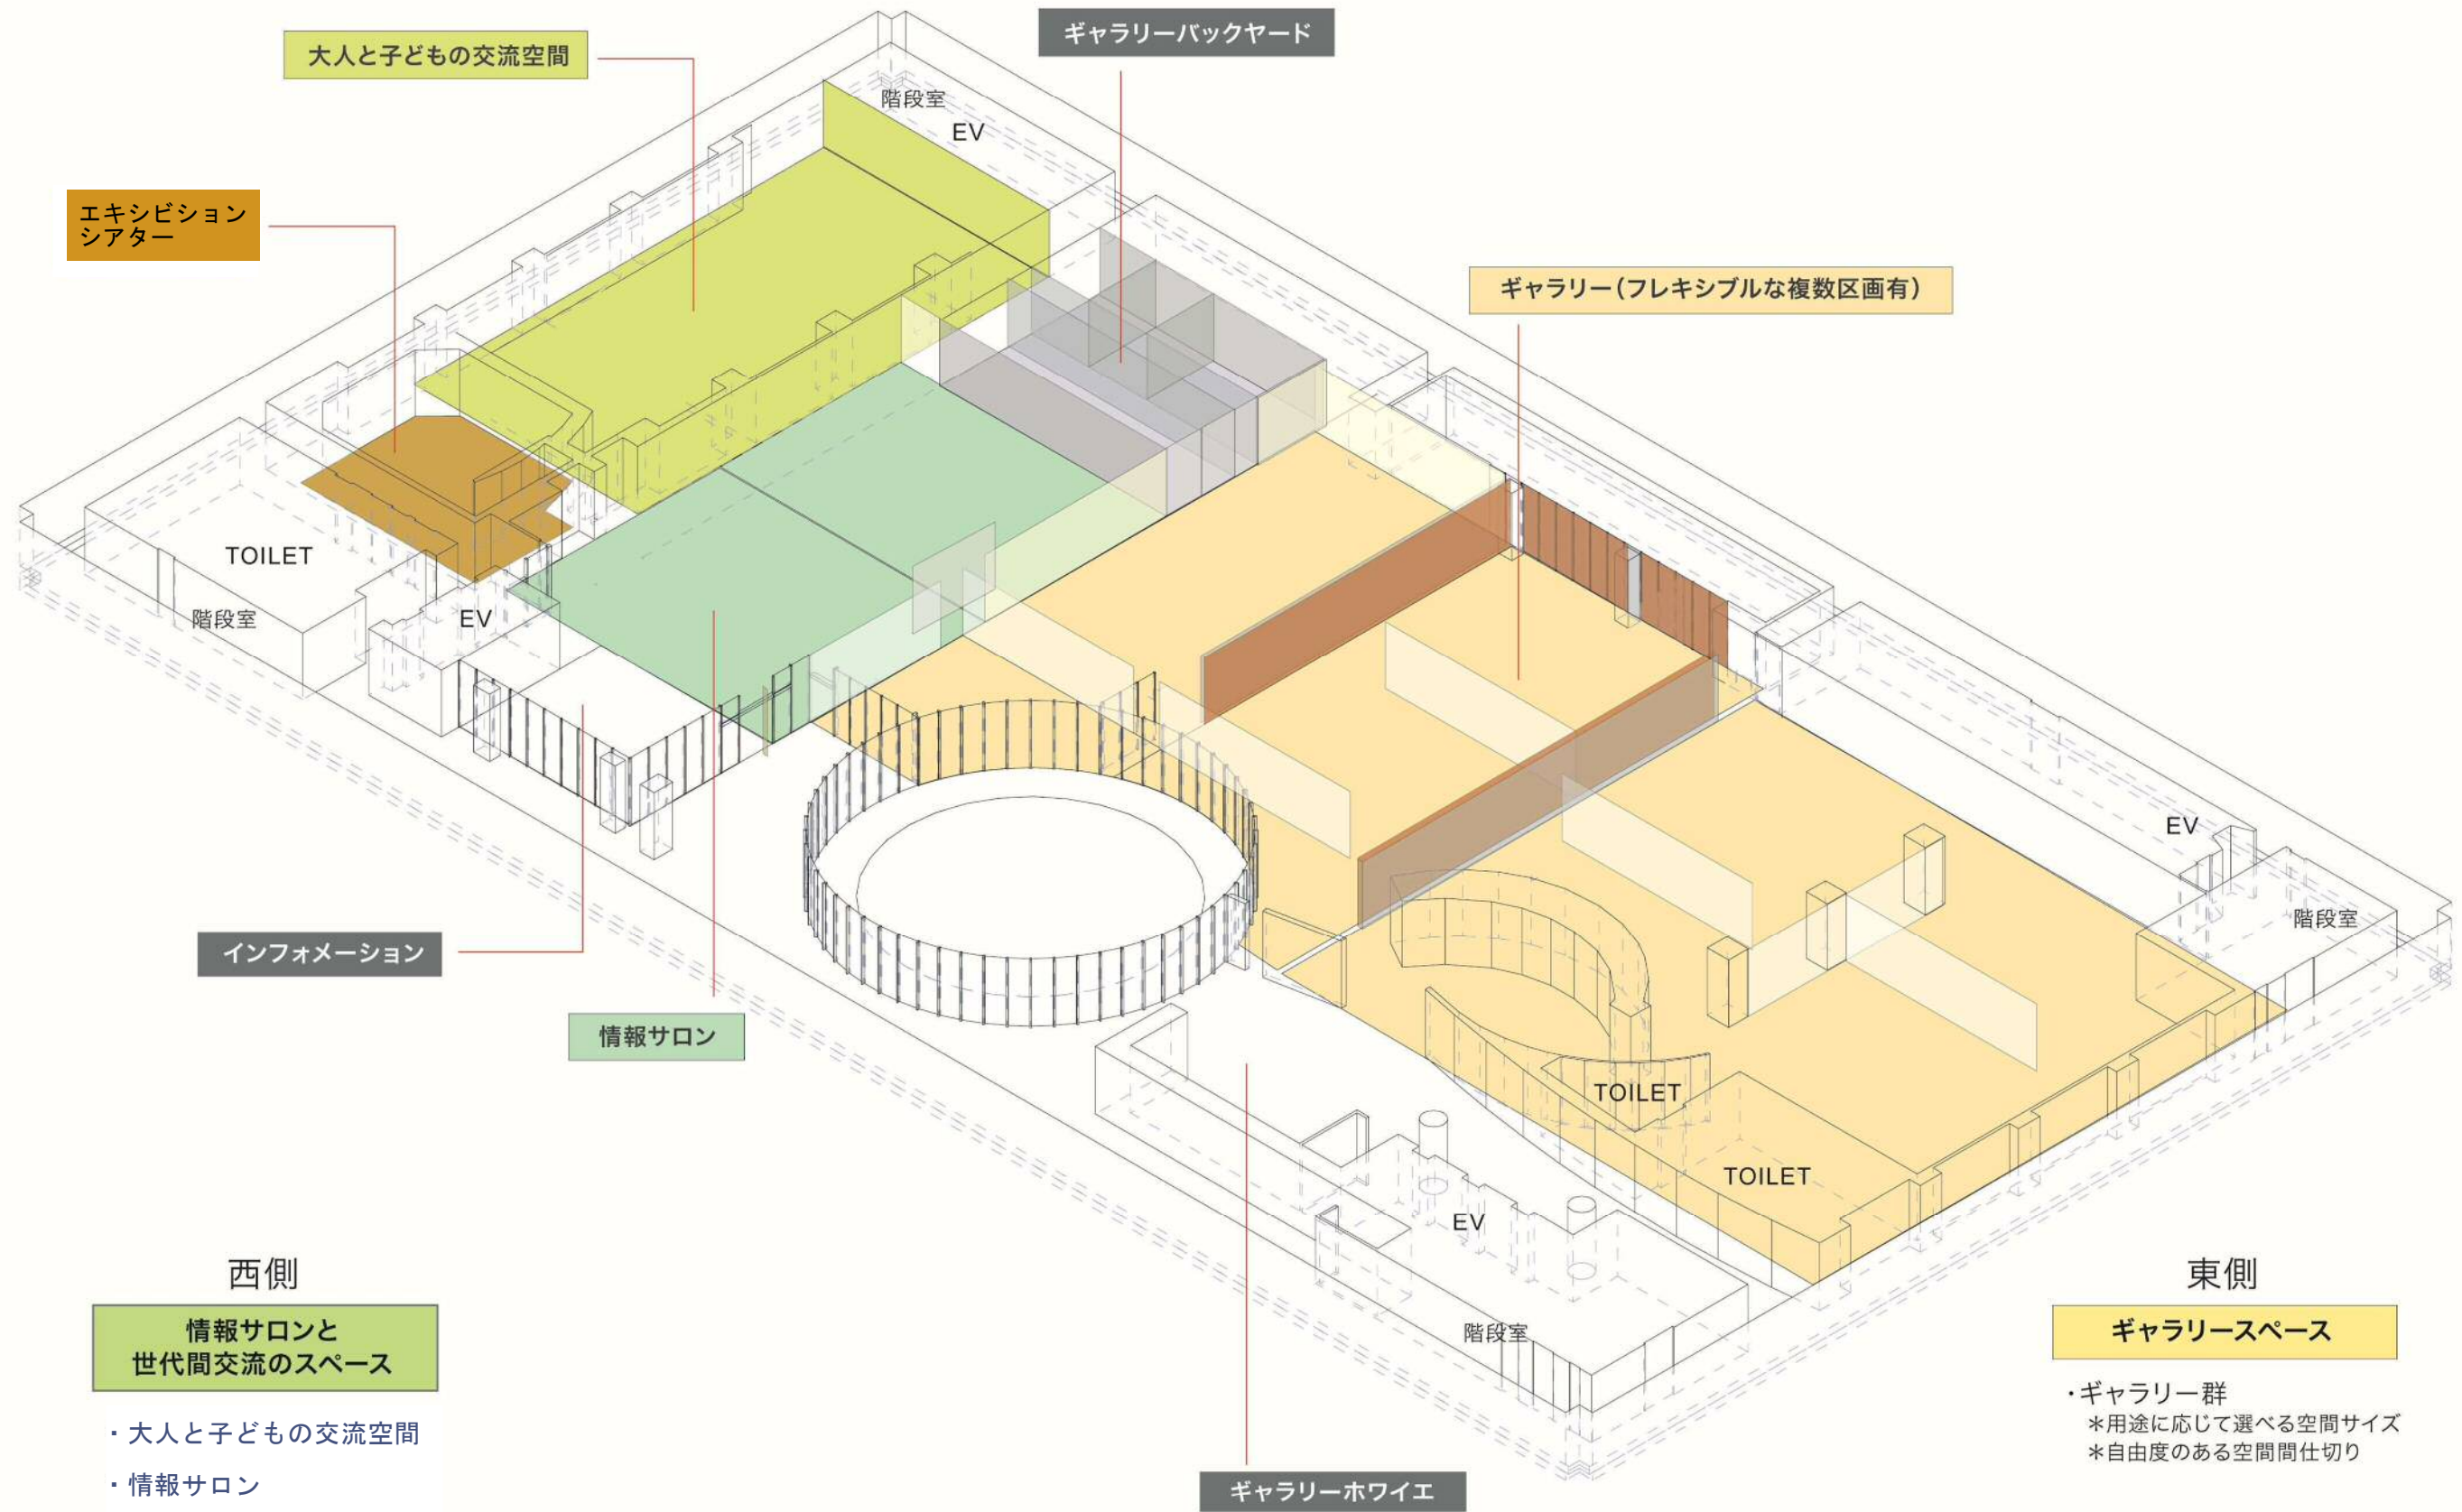 ギャラリーバックヤード
大人と子どもの交流空間
階段室
EV
エキシビション
シアター
ギャラリー(フレキシブルな複数区画有)
TOILET
階段室
EV
EV
階段室
インフォメーション
情報サロン
TOILET
TOILET
EV
階段室
西側
情報サロンと
世代間交流のスペース
・大人と子どもの交流空間
・情報サロン
東側
ギャラリースペース
・ギャラリー群
＊用途に応じて選べる空間サイズ
＊自由度のある空間間仕切り
ギャラリーホワイエ